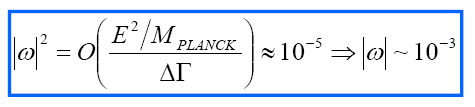 |ω|² = O( (E²/M_PLANCK) / ΔΓ ) ≈ 10⁻⁵ ⇒ |ω| ~ 10⁻³